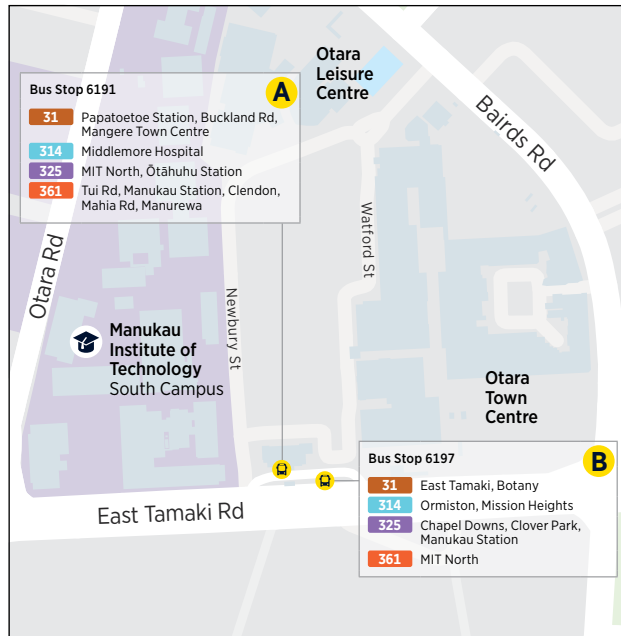 Otara
Leisure
Centre
Bairds Rd
Bus Stop 6191
A
31 Papatoetoe Station, Buckland Rd,
Mangere Town Centre
314 Middlemore Hospital
325 MIT North, Ōtāhuhu Station
361 Tui Rd, Manukau Station, Clendon,
Mahia Rd, Manurewa
Otara Rd
Watford St
Newbury St
Manukau
Institute of
Technology
South Campus
Otara
Town
Centre
East Tamaki Rd
Bus Stop 6197
B
31 East Tamaki, Botany
314 Ormiston, Mission Heights
325 Chapel Downs, Clover Park,
Manukau Station
361 MIT North